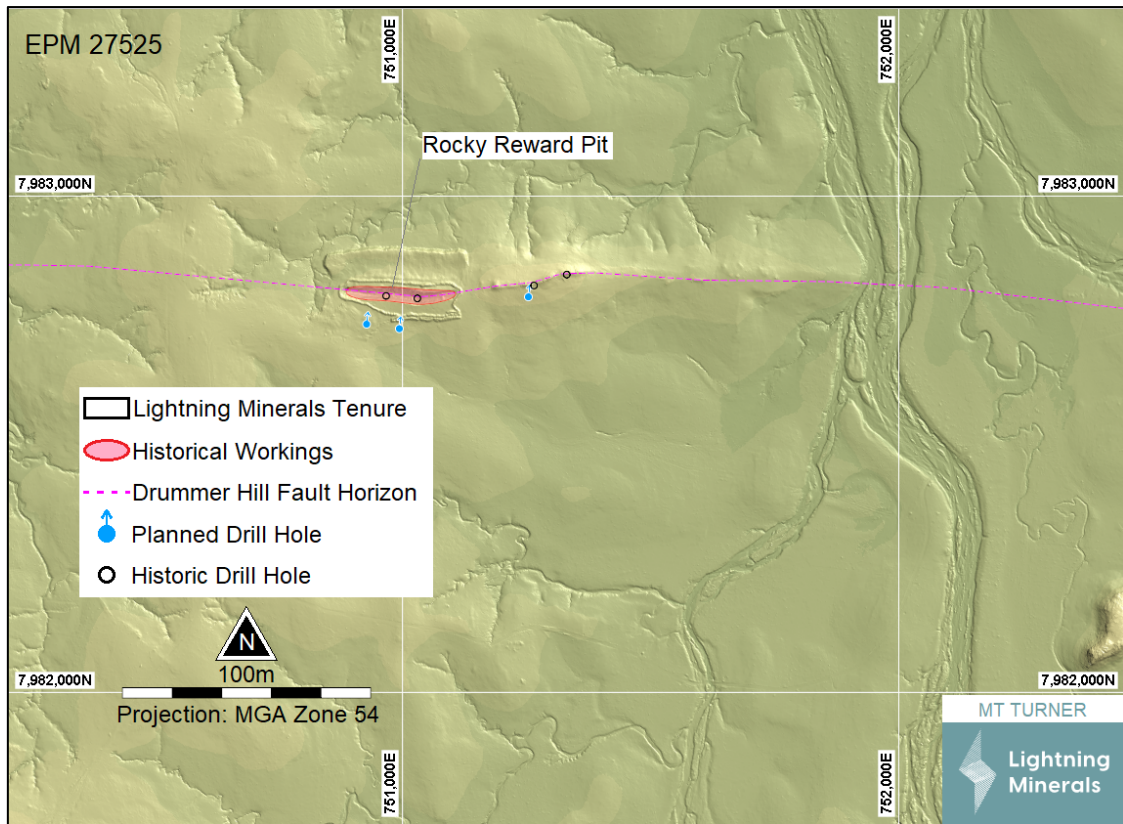 EPM 27525
751,000E
752,000E
Rocky Reward Pit
7,983,000N
7,983,000N
Lightning Minerals Tenure
Historical Workings
Drummer Hill Fault Horizon
Planned Drill Hole
Historic Drill Hole
N
100m
Projection: MGA Zone 54
7,982,000N
7,982,000N
751,000E
752,000E
MT TURNER
Lightning
Minerals